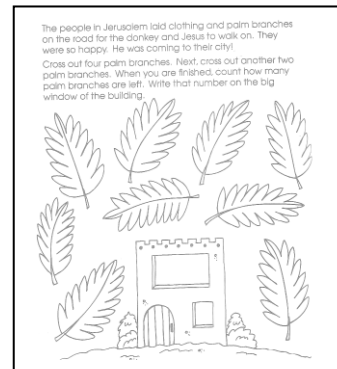 The people in Jerusalem laid clothing and palm branches
on the road for the donkey and Jesus to walk on. They
were so happy. He was coming to their city!
Cross out four palm branches. Next, cross out another two
palm branches. When you are finished, count how many
palm branches are left. Write that number on the big
window of the building.